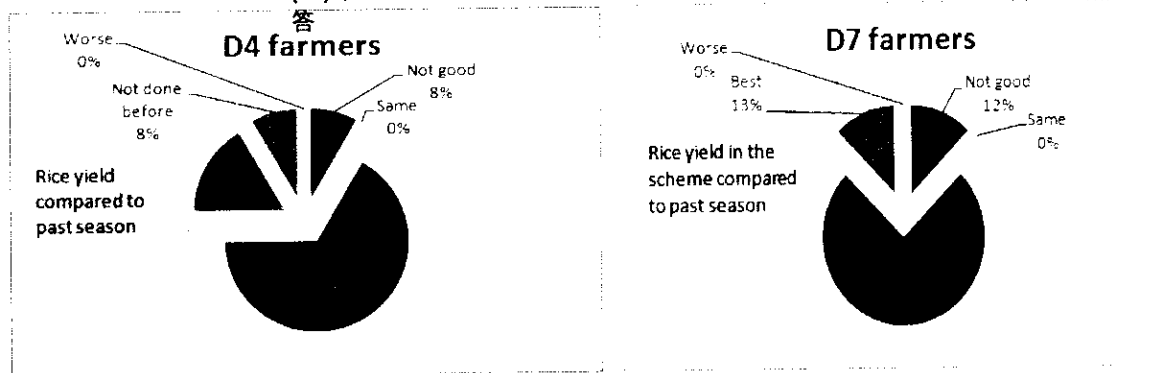 答
D4 farmers
Worse
0%
Not good
8%
Not done
before
8%
Same
0%
Rice yield
compared to
past season
D7 farmers
Worse
0%
Best
13%
Not good
12%
Same
0%
Rice yield in the
scheme compared
to past season